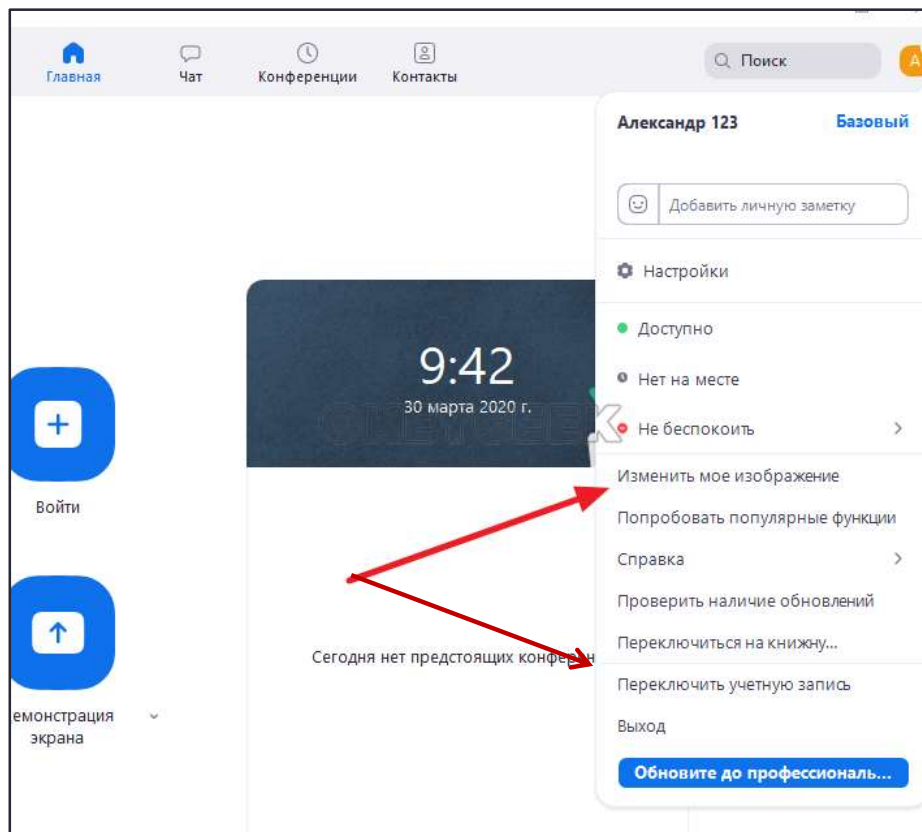 Главная
Чат
Конференции
Контакты
Поиск
A
Александр 123
Базовый
Добавить личную заметку
Настройки
Доступно
Нет на месте
Не беспокоить
9:42
30 марта 2020 г.
Изменить мое изображение
Попробовать популярные функции
Справка
Проверить наличие обновлений
Переключиться на книжну...
Переключить учетную запись
Выход
Обновите до профессиональ...
Войти
Сегодня нет предстоящих конферен
емонстрация
экрана